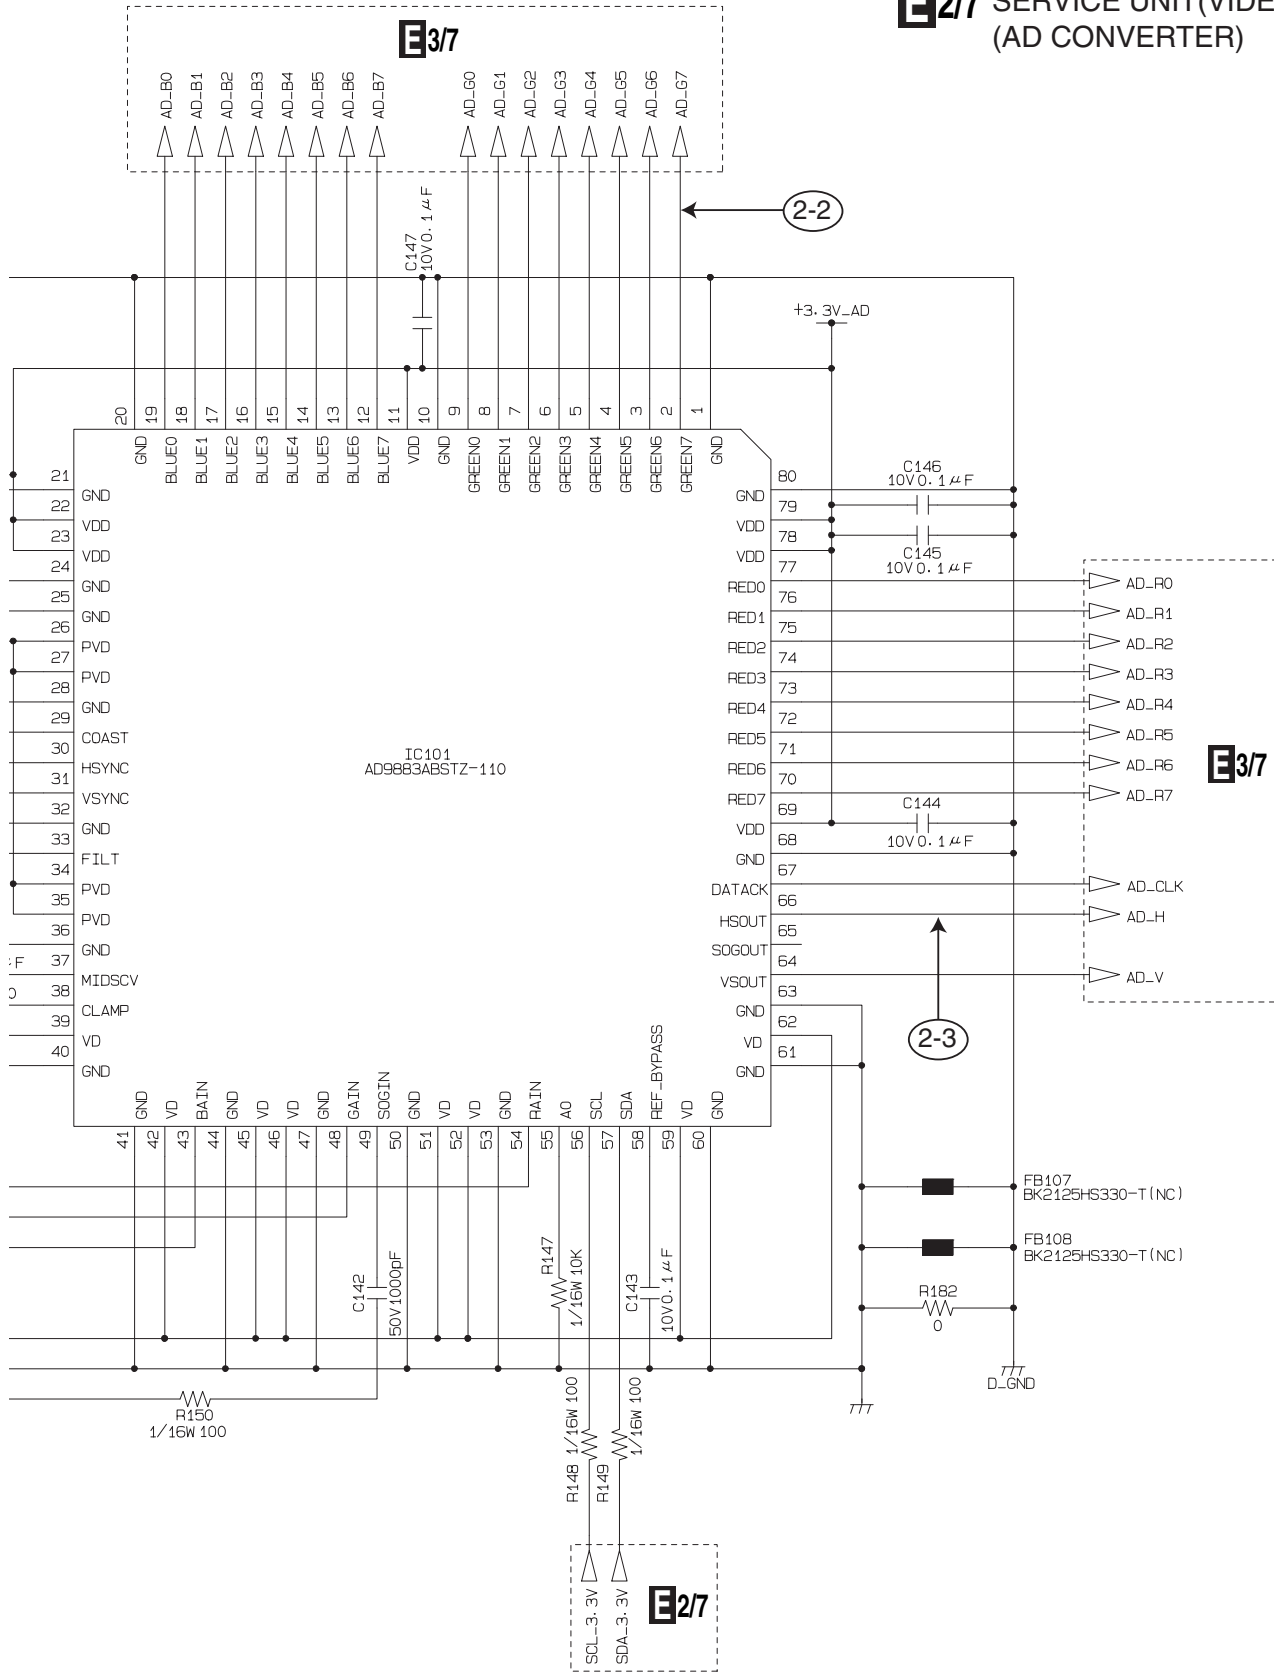 E 2/7 SERVICE UNIT(VIDE
(AD CONVERTER)
E 3/7
AD_B0
AD_B1
AD_B2
AD_B3
AD_B4
AD_B5
AD_B6
AD_B7
AD_G0
AD_G1
AD_G2
AD_G3
AD_G4
AD_G5
AD_G6
AD_G7
2-2
C147
10V0.1μF
+3.3V_AD
20
19
18
17
16
15
14
13
12
11
10
9
8
7
6
5
4
3
2
1
GND
BLUE0
BLUE1
BLUE2
BLUE3
BLUE4
BLUE5
BLUE6
BLUE7
VDD
GND
GREEN0
GREEN1
GREEN2
GREEN3
GREEN4
GREEN5
GREEN6
GREEN7
GND
21
GND
22
VDD
23
VDD
24
GND
25
GND
26
PVD
27
PVD
28
GND
29
COAST
30
HSYNC
31
VSYNC
32
GND
33
FILT
34
PVD
35
PVD
36
GND
37
MIDSCV
38
CLAMP
39
VD
40
GND
F
IC101
AD9883ABSTZ-110
80
GND
79
VDD
78
VDD
77
RED0
76
RED1
75
RED2
74
RED3
73
RED4
72
RED5
71
RED6
70
RED7
69
VDD
68
GND
67
DATACK
66
HSOUT
65
SOGOUT
64
VSOUT
63
GND
62
VD
61
GND
C146
10V0.1μF
C145
10V0.1μF
C144
10V0.1μF
AD_R0
AD_R1
AD_R2
AD_R3
AD_R4
AD_R5
AD_R6
AD_R7
AD_CLK
AD_H
AD_V
E 3/7
2-3
GND
VD
BAIN
GND
VD
VD
GND
GAIN
SOGIN
GND
VD
VD
GND
RAIN
A0
SCL
SDA
REF_BYPASS
VD
GND
41
42
43
44
45
46
47
48
49
50
51
52
53
54
55
56
57
58
59
60
FB107
BK2125HS330-T(NC)
FB108
BK2125HS330-T(NC)
R182
0
D_GND
C142
50V1000pF
R147
1/16W 10K
C143
10V0.1μF
R150
1/16W 100
R148 1/16W 100
R149 1/16W 100
SCL_3.3V
SDA_3.3V
E 2/7